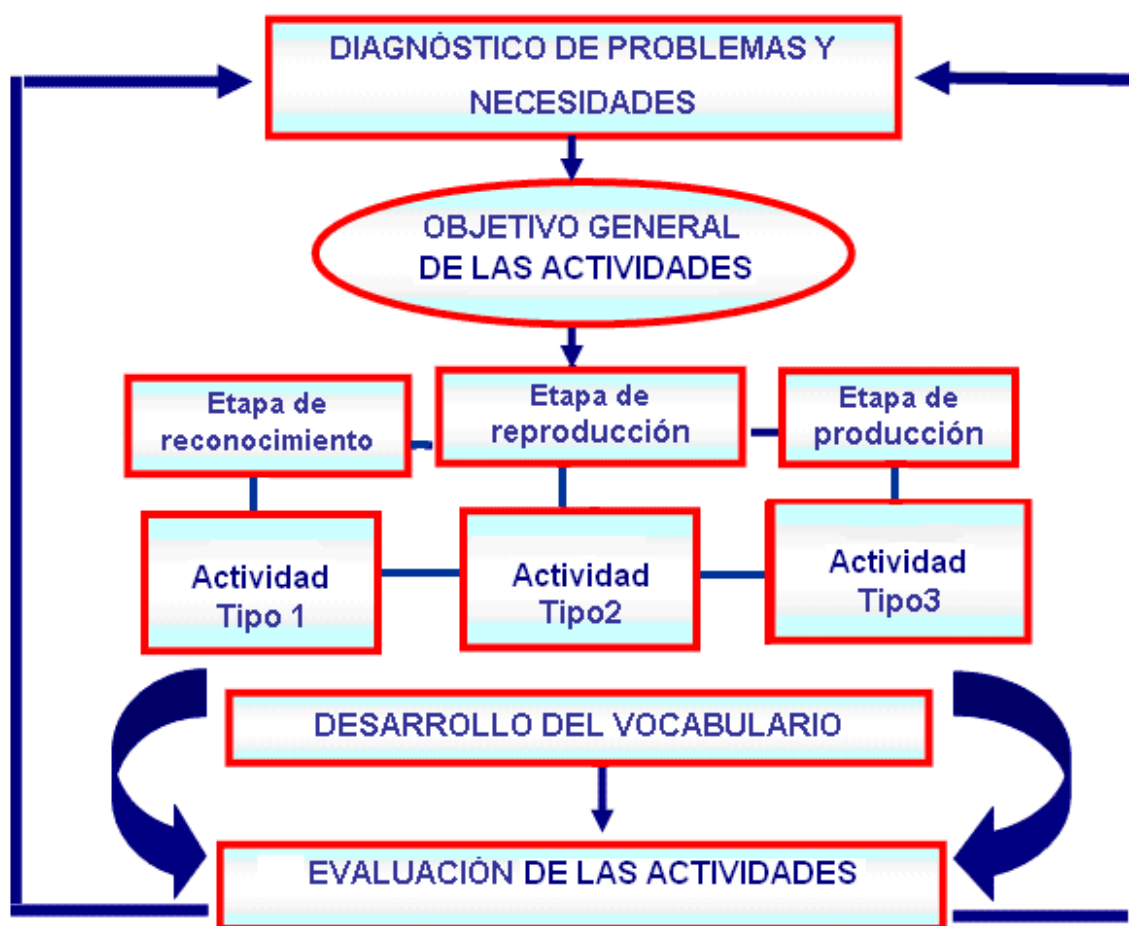 DIAGNÓSTICO DE PROBLEMAS Y
NECESIDADES
OBJETIVO GENERAL
DE LAS ACTIVIDADES
Etapa de
reconocimiento
Etapa de
reproducción
Etapa de
producción
Actividad
Tipo 1
Actividad
Tipo2
Actividad
Tipo3
DESARROLLO DEL VOCABULARIO
EVALUACIÓN DE LAS ACTIVIDADES